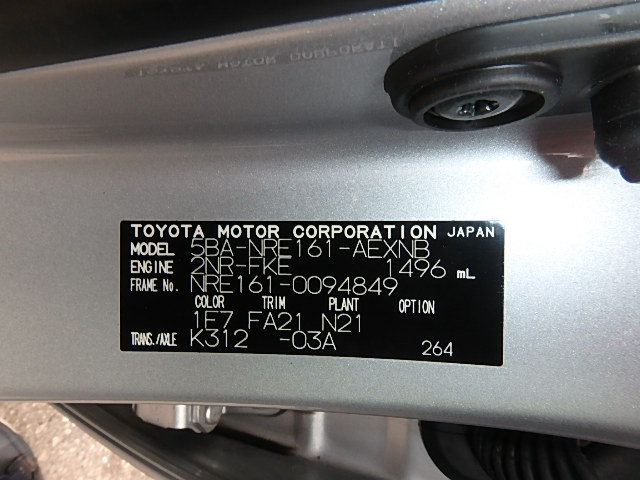 TOYOTA MOTOR CORPORATION JAPAN
MODEL 5BA-NRE161-AEXNB
ENGINE 2NR-FKE 1496 mL
FRAME No. NRE161-0094849
COLOR TRIM PLANT OPTION
1F7 FA21 N21
TRANS./AXLE K312 -03A
264